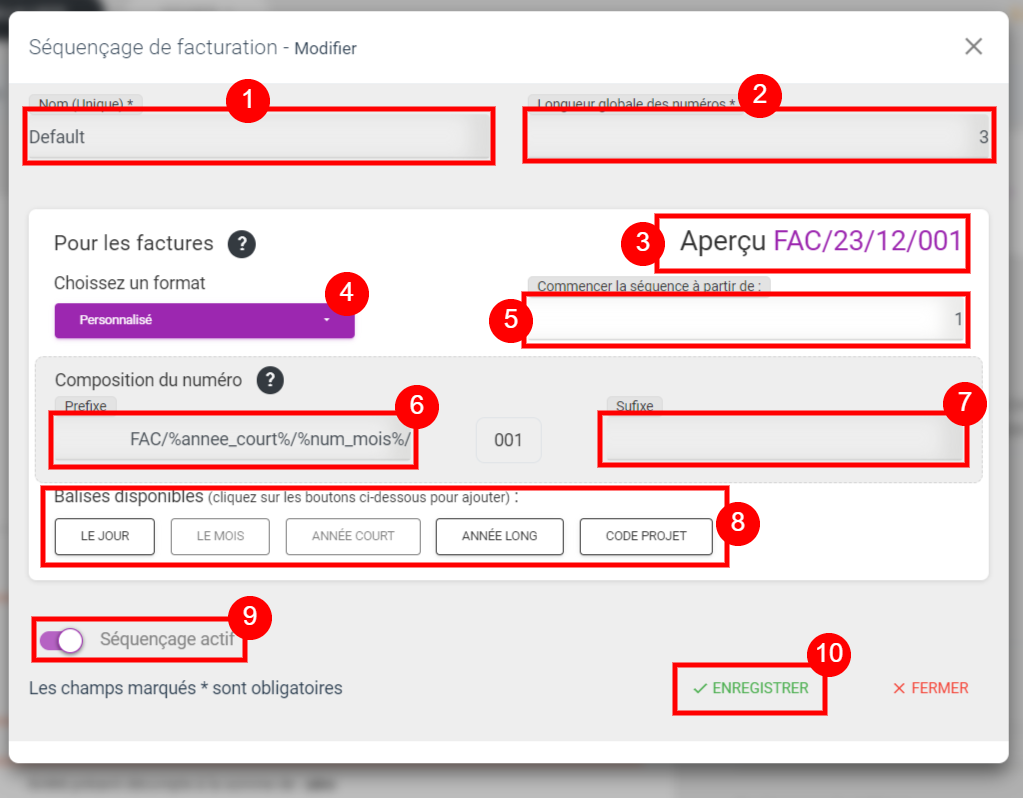 Séquençage de facturation - Modifier
1
2
Nom (Unique) *
Longueur globale des numéros *
Default
3
Pour les factures ?
3
Aperçu FAC/23/12/001
Choissez un format
4
Commencer la séquence à partir de :
Personnalisé
5
1
Composition du numéro ?
6
7
Prefixe
Sufixe
FAC/%annee_court%/%num_mois%/
001
Balises disponibles (cliquez sur les boutons ci-dessous pour ajouter) :
8
LE JOUR
LE MOIS
ANNÉE COURT
ANNÉE LONG
CODE PROJET
9
Séquençage actif
10
Les champs marqués * sont obligatoires
ENREGISTRER
FERMER